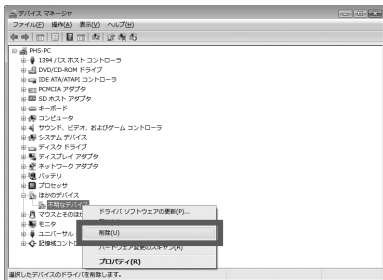 デバイス マネージャ
ファイル(F) 操作(A) 表示(V) ヘルプ(H)
PHS-PC
1394 バス ホスト コントローラ
DVD/CD-ROM ドライブ
IDE ATA/ATAPI コントローラ
PCMCIA アダプタ
SD ホスト アダプタ
キーボード
コンピュータ
サウンド、ビデオ、およびゲーム コントローラ
システム デバイス
ディスク ドライブ
ディスプレイ アダプタ
ネットワーク アダプタ
バッテリ
プロセッサ
ほかのデバイス
不明なデバイ
マウスとそのほ
ドライバ ソフトウェアの更新(P)...
モニタ
削除(U)
ユニバーサル
記憶域コント
ハードウェア変更のスキャン(A)
プロパティ(R)
選択したデバイスのドライバを削除します。